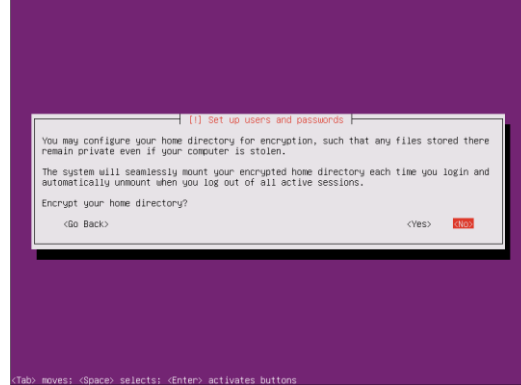 [!] Set up users and passwords
You may configure your home directory for encryption, such that any files stored there
remain private even if your computer is stolen.
The system will seamlessly mount your encrypted home directory each time you login and
automatically unmount when you log out of all active sessions.
Encrypt your home directory?
<Go Back> <Yes> <No>
<Tab> moves; <Space> selects; <Enter> activates buttons